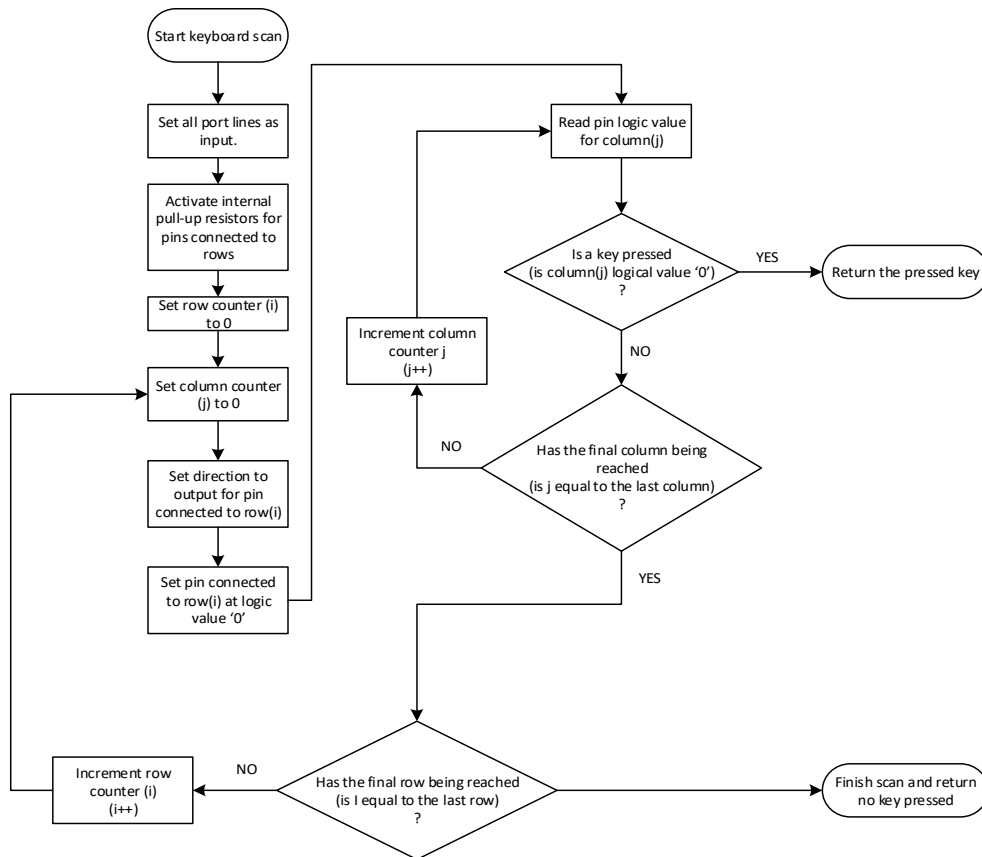 Start keyboard scan
Set all port lines as
input.
Activate internal
pull-up resistors for
pins connected to
rows
Set row counter (i)
to 0
Set column counter
(j) to 0
Set direction to
output for pin
connected to row(i)
Set pin connected
to row(i) at logic
value ‘0’
Read pin logic value
for column(j)
Is a key pressed
(is column(j) logical value ‘0’)
?
YES
Return the pressed key
NO
Increment column
counter j
(j++)
Has the final column being
reached
(is j equal to the last column)
?
NO
YES
Has the final row being reached
(is I equal to the last row)
?
NO
Increment row
counter (i)
(i++)
Finish scan and return
no key pressed